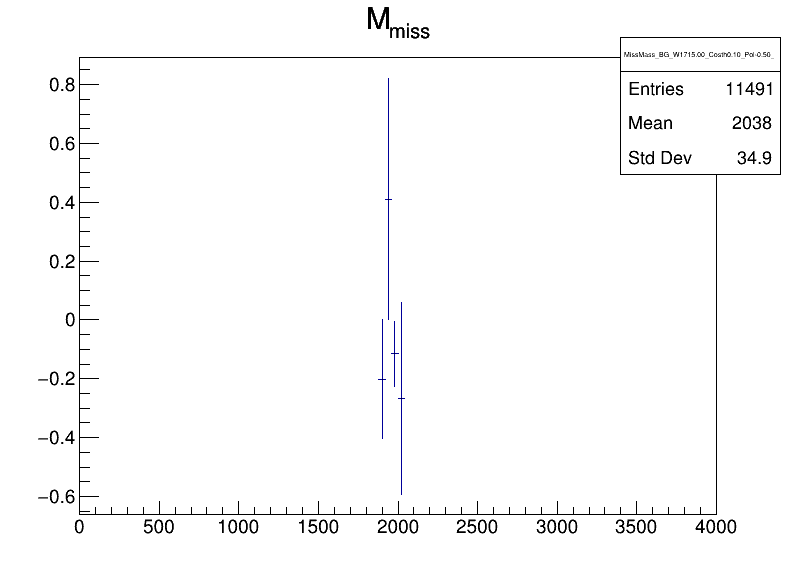 M_miss
MissMass_BG_W1715.00_Costh0.10_Pol-0.50_
Entries 11491
Mean 2038
Std Dev 34.9
0.8
0.6
0.4
0.2
0
−0.2
−0.4
−0.6
0 500 1000 1500 2000 2500 3000 3500 4000